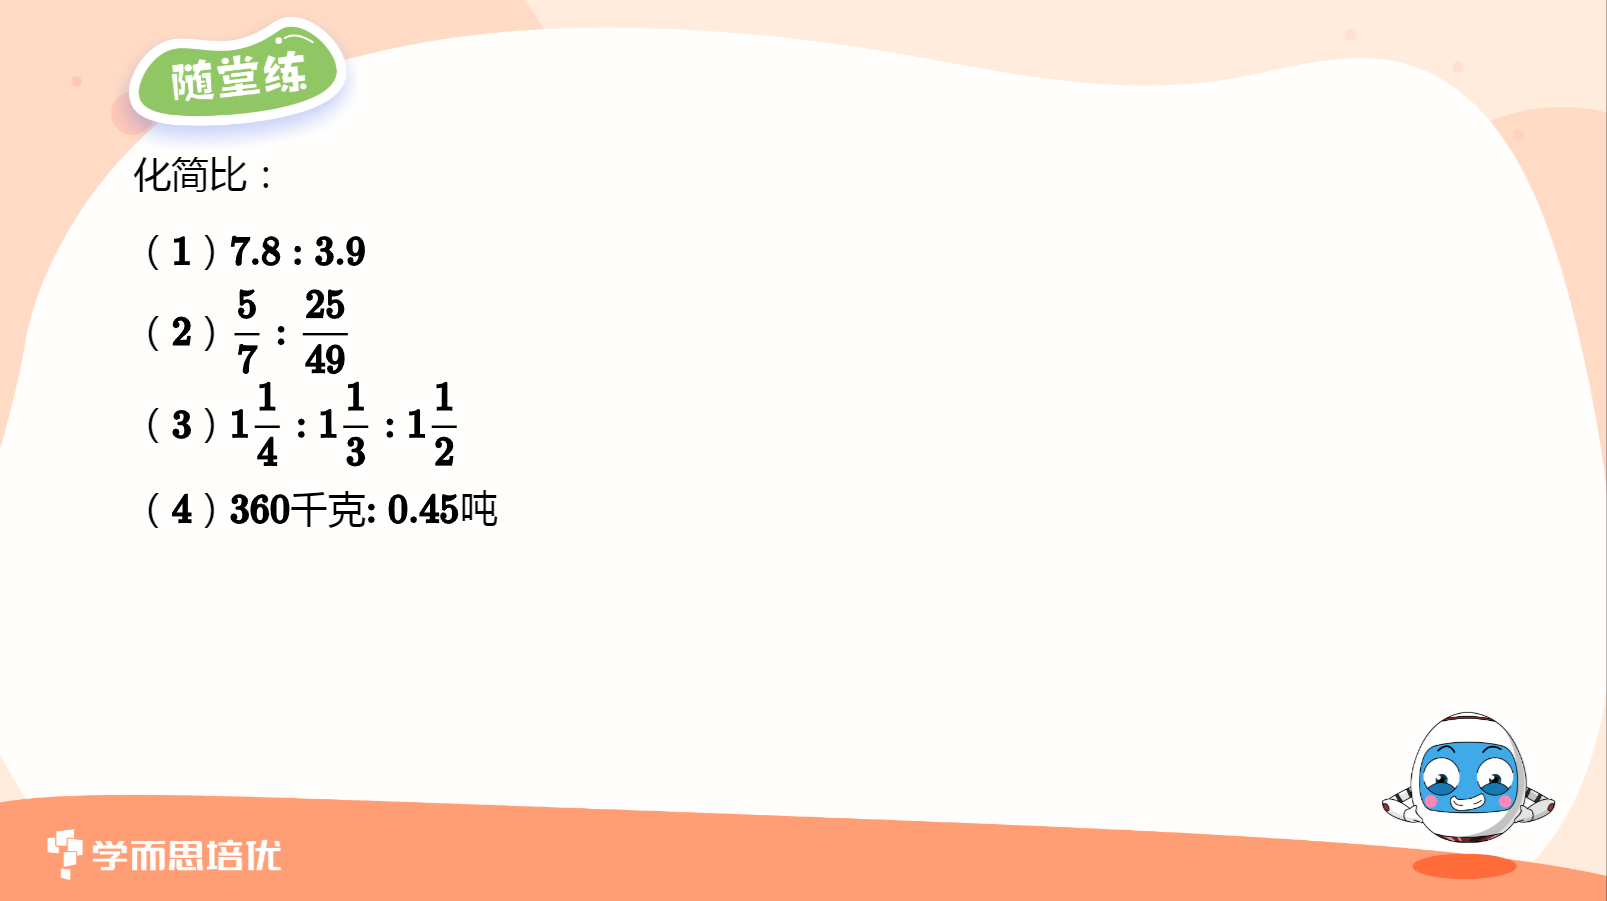 随堂练
化简比：
（1）7.8 : 3.9
（2）5/7 : 25/49
（3）1 1/4 : 1 1/3 : 1 1/2
（4）360千克: 0.45吨
学而思培优